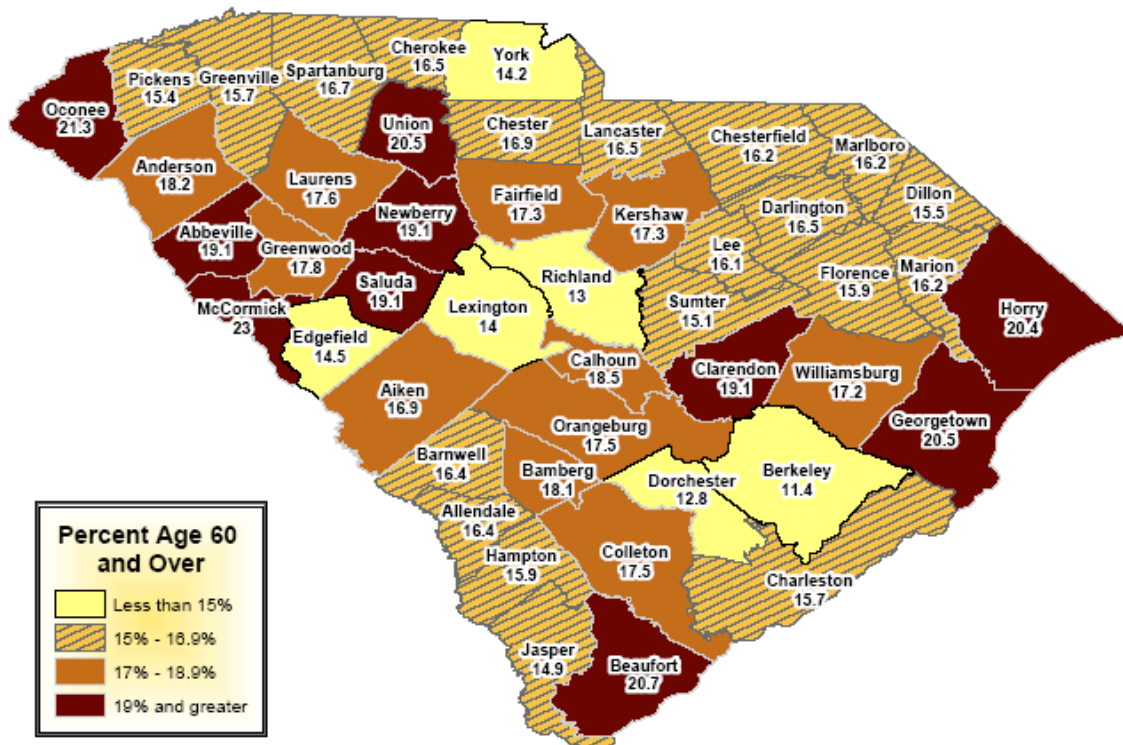 Cherokee
16.5
York
14.2
Pickens
15.4
Greenville
15.7
Spartanburg
16.7
Oconee
21.3
Union
20.5
Chester
16.9
Lancaster
16.5
Chesterfield
16.2
Marlboro
16.2
Anderson
18.2
Laurens
17.6
Fairfield
17.3
Kershaw
17.3
Darlington
16.5
Dillon
15.5
Abbeville
19.1
Greenwood
17.8
Newberry
19.1
Lee
16.1
Florence
15.9
Marion
16.2
Saluda
19.1
Richland
13
McCormick
23
Lexington
14
Sumter
15.1
Horry
20.4
Edgefield
14.5
Calhoun
18.5
Clarendon
19.1
Williamsburg
17.2
Aiken
16.9
Georgetown
20.5
Orangeburg
17.5
Barnwell
16.4
Bamberg
18.1
Dorchester
12.8
Berkeley
11.4
Allendale
16.4
Hampton
15.9
Colleton
17.5
Charleston
15.7
Jasper
14.9
Beaufort
20.7
Percent Age 60
and Over
Less than 15%
15% - 16.9%
17% - 18.9%
19% and greater